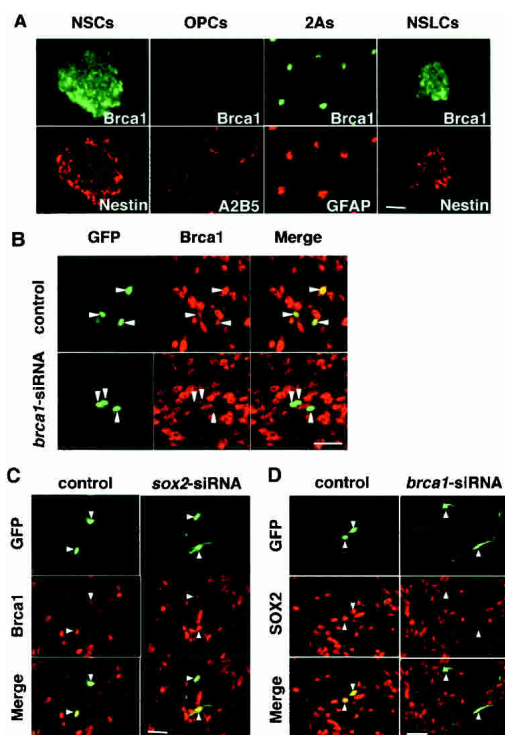 A
NSCs OPCs 2As NSLCs
Brca1 Brca1 Brca1 Brca1
Nestin A2B5 GFAP Nestin
B
GFP Brca1 Merge
control
brca1-siRNA
C
control sox2-siRNA
GFP
Brca1
Merge
D
control brca1-siRNA
GFP
SOX2
Merge